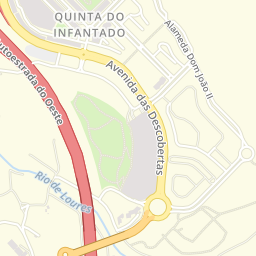 QUINTA DO
INFANTADO
Alameda Dom João II
Avenida das Descobertas
Autoestrada do Oeste
Rio de Loures